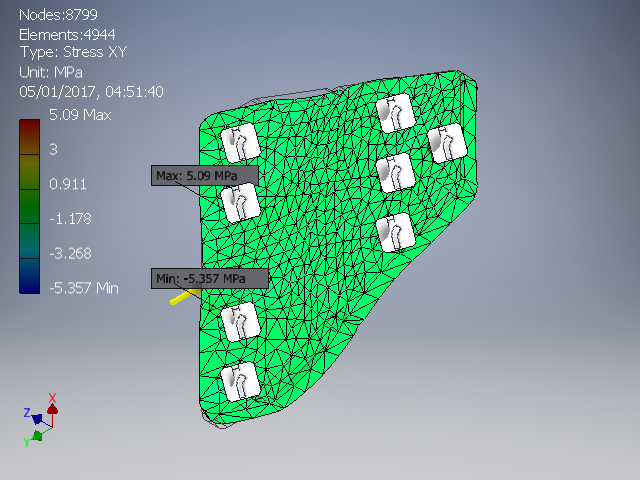 Nodes:8799
Elements:4944
Type: Stress XY
Unit: MPa
05/01/2017, 04:51:40
5.09 Max
3
0.911
-1.178
-3.268
-5.357 Min
Max: 5.09 MPa
Min: -5.357 MPa
X
Z
Y